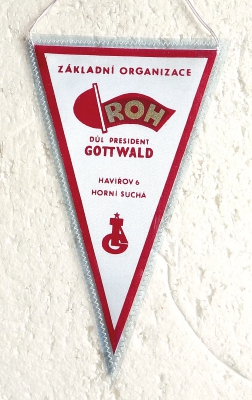 ZÁKLADNÍ ORGANIZACE
ROH
DŮL PRESIDENT
GOTTWALD
HAVÍŘOV 6
HORNÍ SUCHÁ